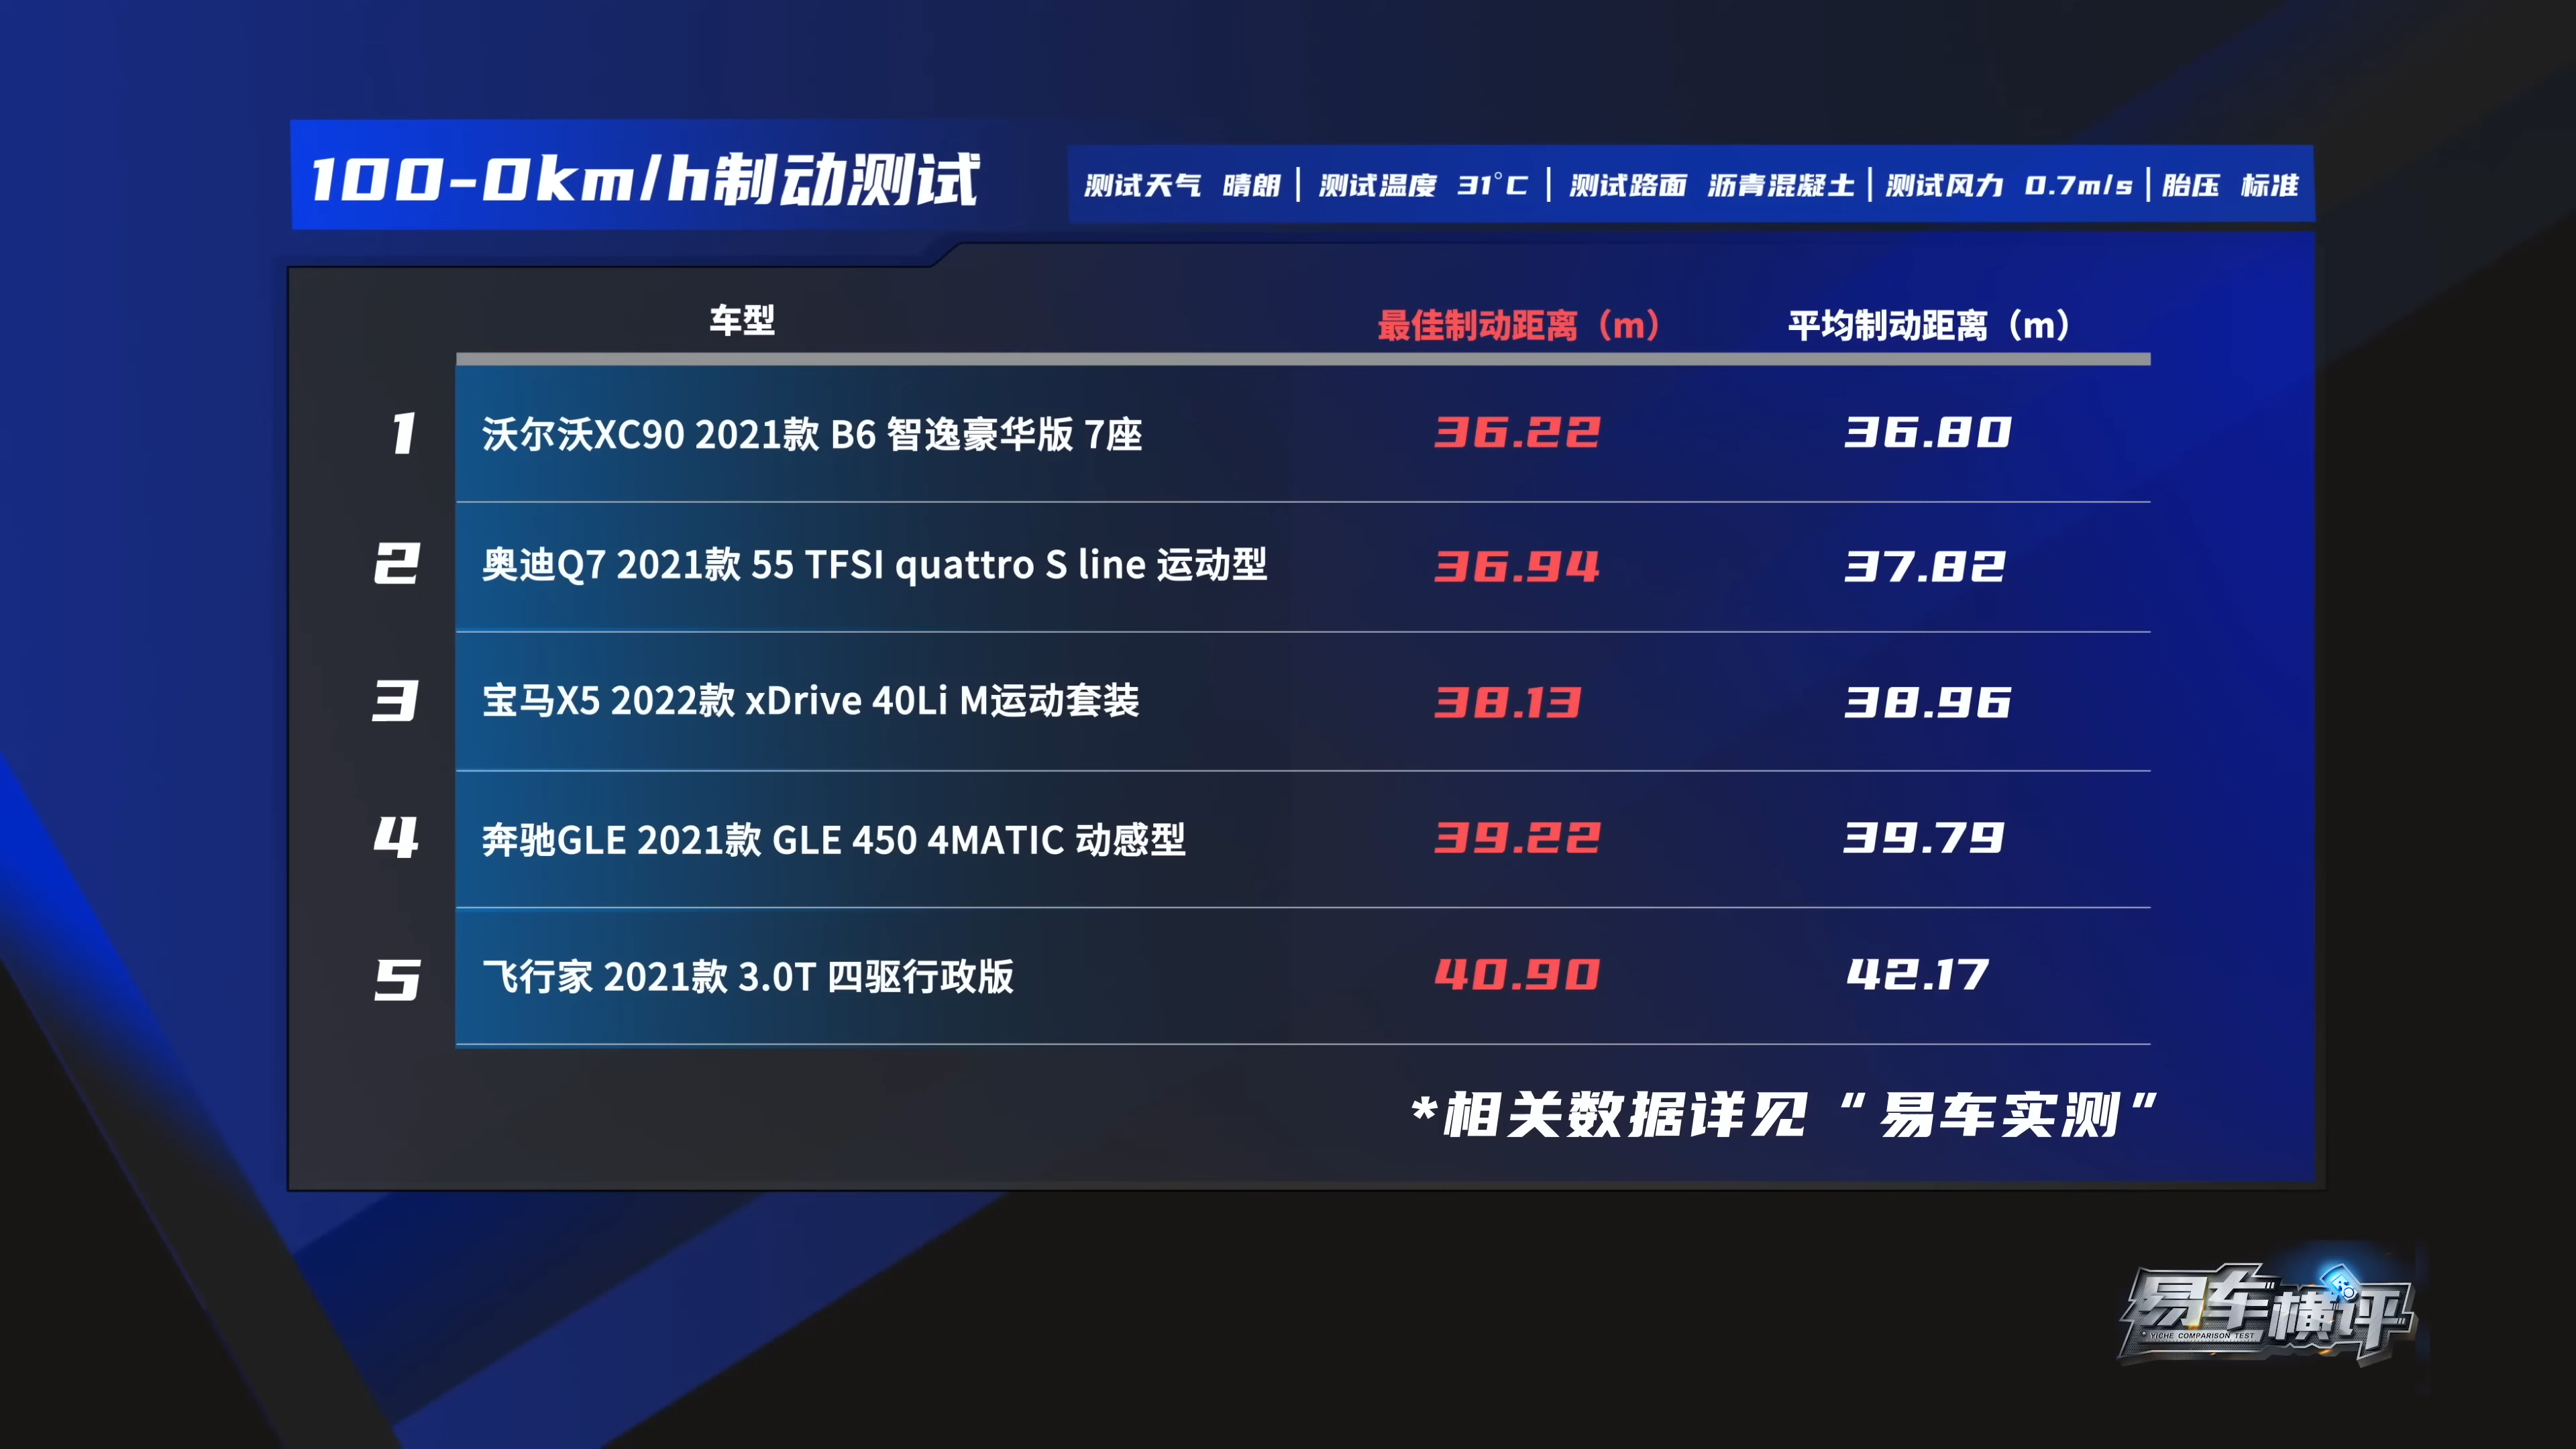 100-0km/h制动测试
测试天气 晴朗 | 测试温度 31°C | 测试路面 沥青混凝土 | 测试风力 0.7m/s | 胎压 标准
车型 最佳制动距离（m） 平均制动距离（m）
1 沃尔沃XC90 2021款 B6 智逸豪华版 7座 36.22 36.80
2 奥迪Q7 2021款 55 TFSI quattro S line 运动型 36.94 37.82
3 宝马X5 2022款 xDrive 40Li M运动套装 38.13 38.96
4 奔驰GLE 2021款 GLE 450 4MATIC 动感型 39.22 39.79
5 飞行家 2021款 3.0T 四驱行政版 40.90 42.17
*相关数据详见“易车实测”
易车横评
YICHE COMPARISON TEST